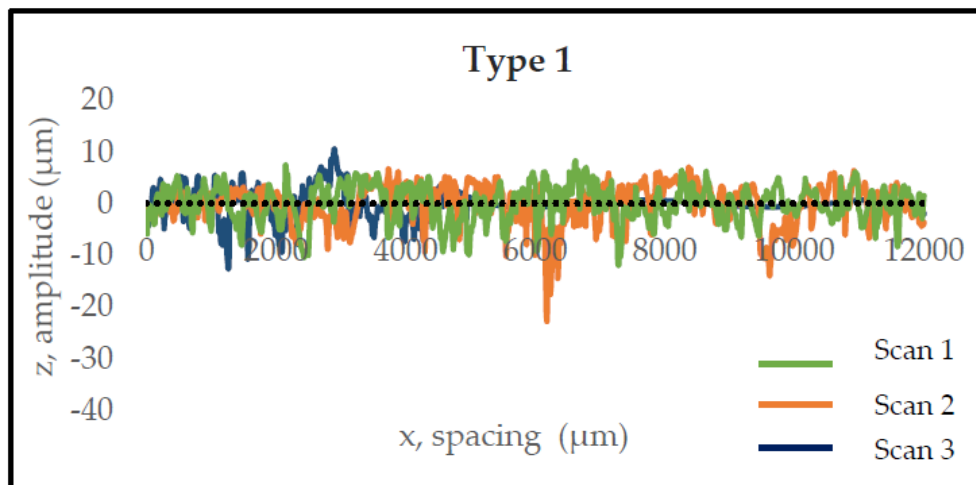 Type 1
20
10
0
-10
-20
-30
-40
z, amplitude (µm)
0 2000 4000 6000 8000 10000 12000
x, spacing (µm)
Scan 1
Scan 2
Scan 3